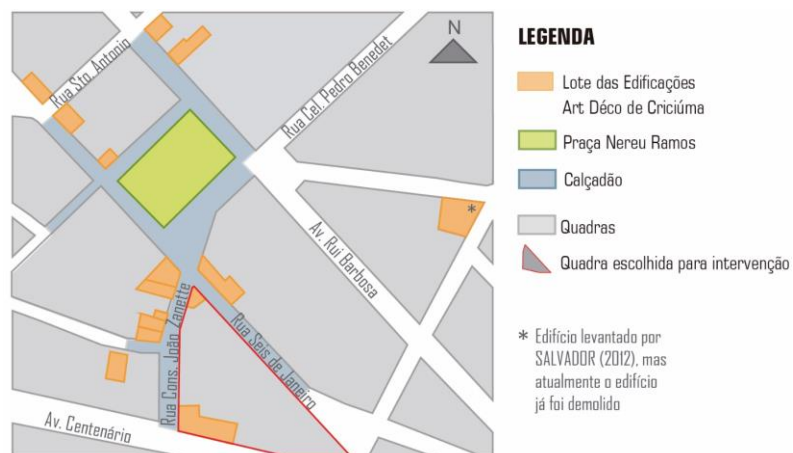 N
Rua Sto. Antonio
Rua Cel. Pedro Benedet
Av. Rui Barbosa
*
Rua Cons. João Zanette
Rua Seis de Janeiro
Av. Centenário
LEGENDA
Lote das Edificações
Art Déco de Criciúma
Praça Nereu Ramos
Calçadão
Quadras
Quadra escolhida para intervenção
* Edifício levantado por
SALVADOR (2012), mas
atualmente o edifício
já foi demolido